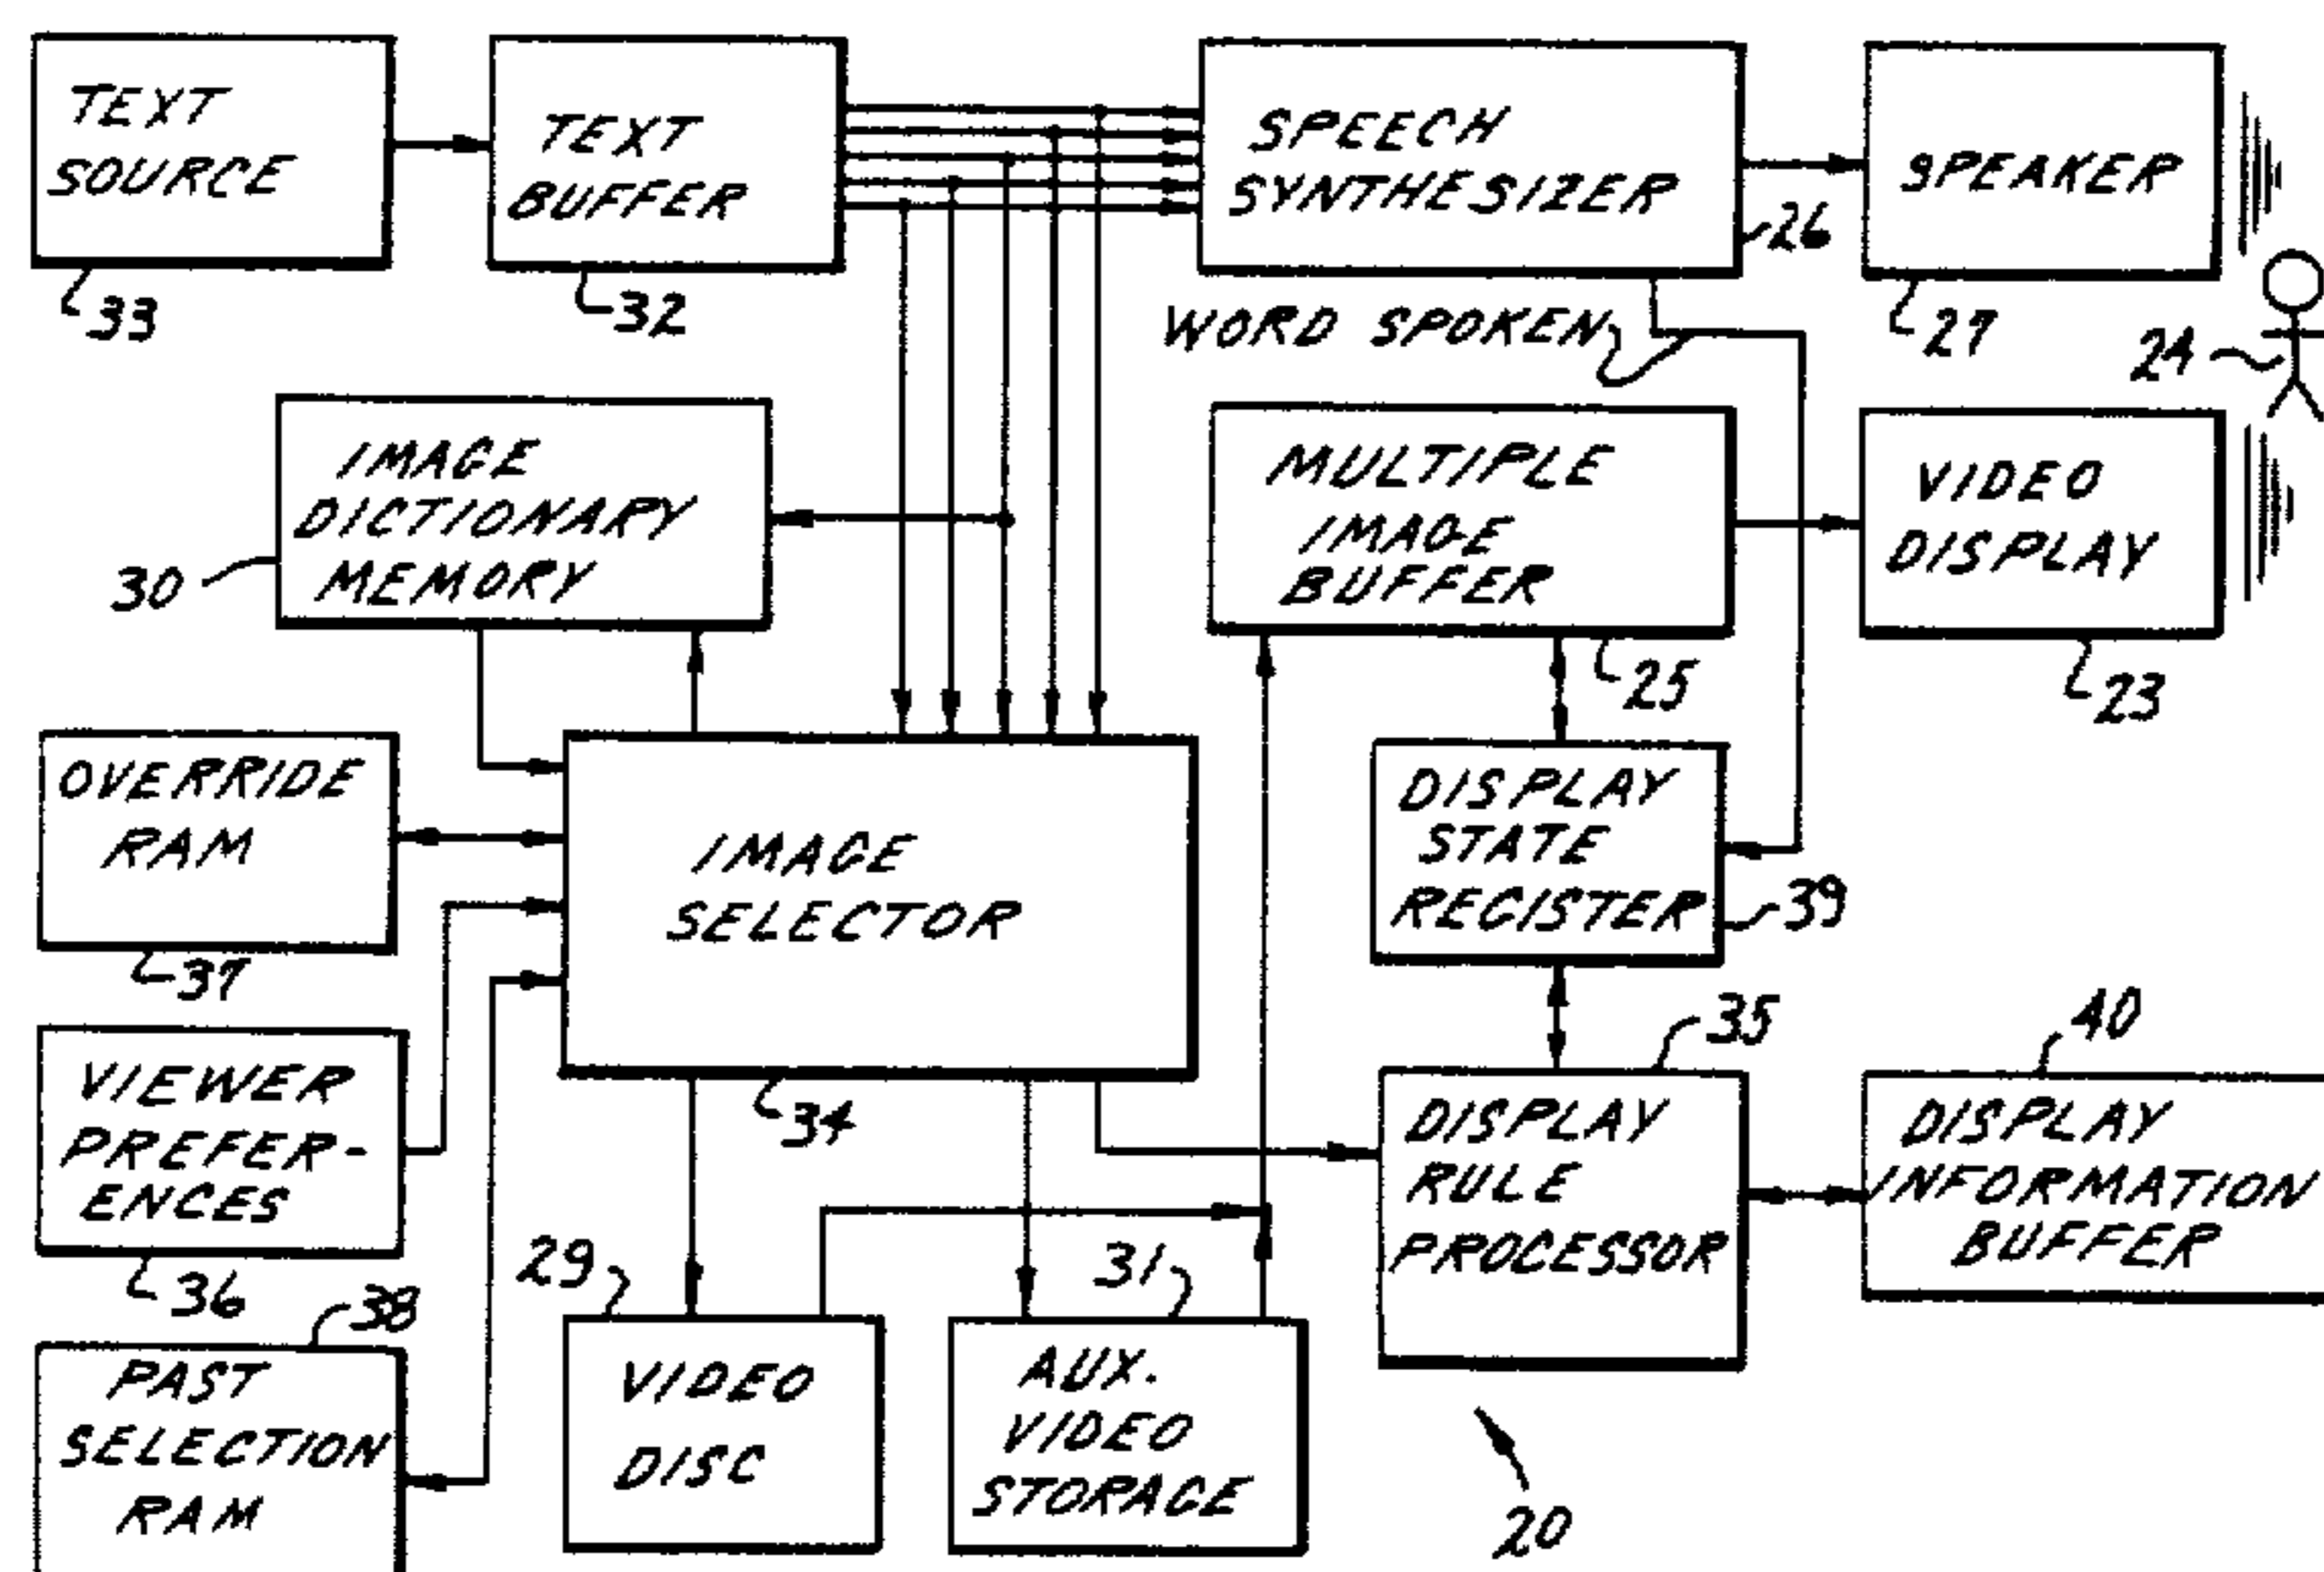 TEXT
SOURCE
33
TEXT
BUFFER
32
SPEECH
SYNTHESIZER
26
SPEAKER
27
WORD SPOKEN
24
IMAGE
DICTIONARY
MEMORY
30
MULTIPLE
IMAGE
BUFFER
25
VIDEO
DISPLAY
23
OVERRIDE
RAM
37
IMAGE
SELECTOR
34
DISPLAY
STATE
REGISTER
39
VIEWER
PREFER-
ENCES
36
35
DISPLAY
RULE
PROCESSOR
40
DISPLAY
INFORMATION
BUFFER
38
PAST
SELECTION
RAM
29
VIDEO
DISC
31
AUX.
VIDEO
STORAGE
20